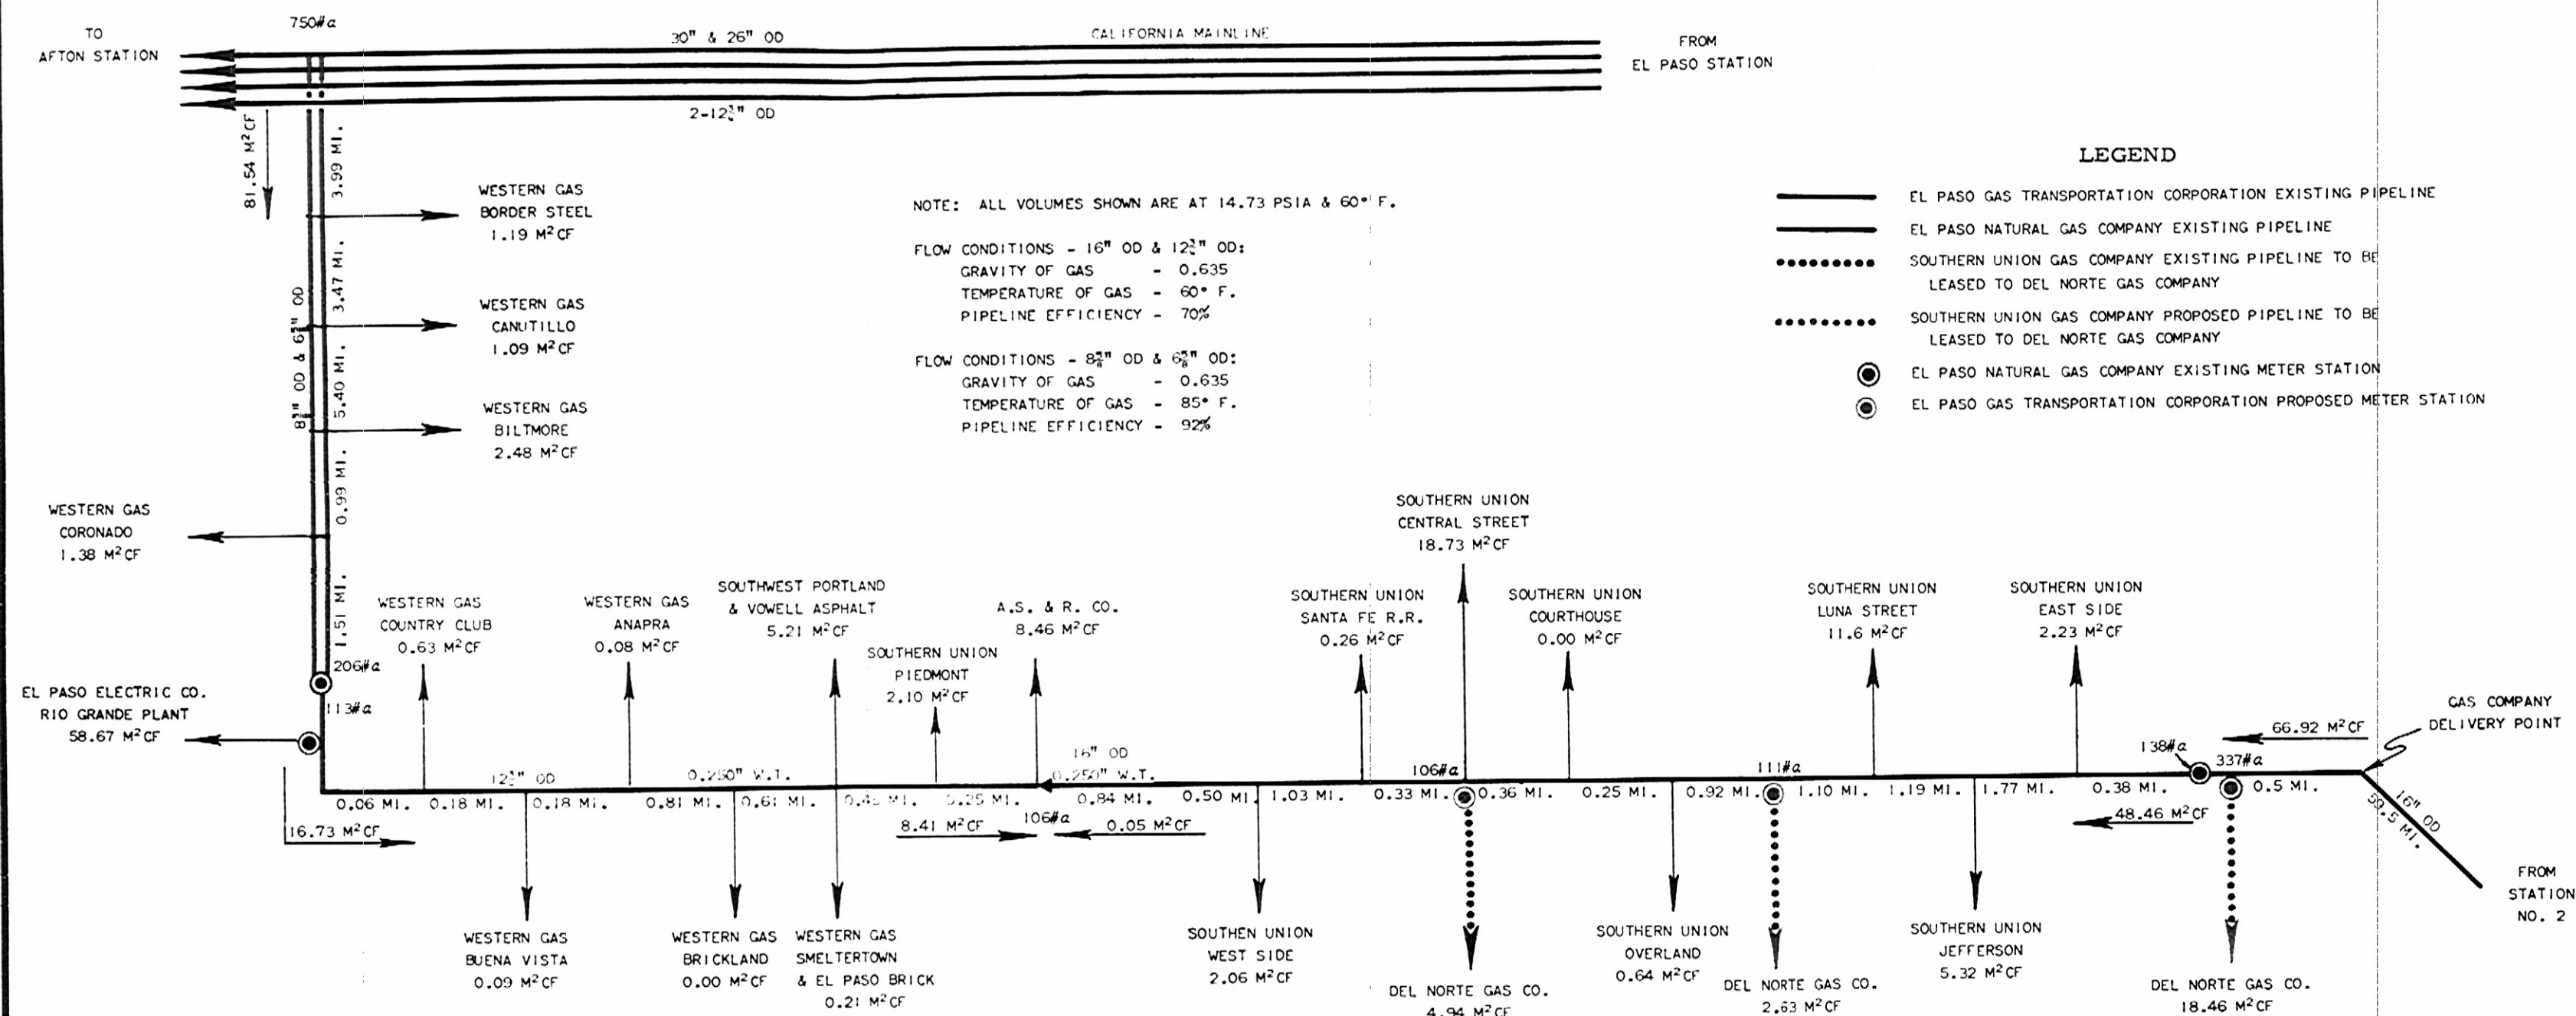 750#a
TO
AFTON STATION
30" & 26" OD
CALIFORNIA MAINLINE
FROM
EL PASO STATION
2-12¾" OD
81.54 M²CF
3.99 MI.
3.47 MI.
5.40 MI.
0.99 MI.
1.51 MI.
8⅝" OD & 6⅝" OD
WESTERN GAS
BORDER STEEL
1.19 M²CF
WESTERN GAS
CANUTILLO
1.09 M²CF
WESTERN GAS
BILTMORE
2.48 M²CF
WESTERN GAS
CORONADO
1.38 M²CF
NOTE: ALL VOLUMES SHOWN ARE AT 14.73 PSIA & 60° F.
FLOW CONDITIONS - 16" OD & 12¾" OD:
GRAVITY OF GAS - 0.635
TEMPERATURE OF GAS - 60° F.
PIPELINE EFFICIENCY - 70%
FLOW CONDITIONS - 8⅝" OD & 6⅝" OD:
GRAVITY OF GAS - 0.635
TEMPERATURE OF GAS - 85° F.
PIPELINE EFFICIENCY - 92%
LEGEND
EL PASO GAS TRANSPORTATION CORPORATION EXISTING PIPELINE
EL PASO NATURAL GAS COMPANY EXISTING PIPELINE
SOUTHERN UNION GAS COMPANY EXISTING PIPELINE TO BE
LEASED TO DEL NORTE GAS COMPANY
SOUTHERN UNION GAS COMPANY PROPOSED PIPELINE TO BE
LEASED TO DEL NORTE GAS COMPANY
EL PASO NATURAL GAS COMPANY EXISTING METER STATION
EL PASO GAS TRANSPORTATION CORPORATION PROPOSED METER STATION
206#a
113#a
EL PASO ELECTRIC CO.
RIO GRANDE PLANT
58.67 M²CF
WESTERN GAS
COUNTRY CLUB
0.63 M²CF
WESTERN GAS
ANAPRA
0.08 M²CF
SOUTHWEST PORTLAND
& VOWELL ASPHALT
5.21 M²CF
SOUTHERN UNION
PIEDMONT
2.10 M²CF
A.S. & R. CO.
8.46 M²CF
SOUTHERN UNION
SANTA FE R.R.
0.26 M²CF
SOUTHERN UNION
CENTRAL STREET
18.73 M²CF
SOUTHERN UNION
COURTHOUSE
0.00 M²CF
SOUTHERN UNION
LUNA STREET
11.6 M²CF
SOUTHERN UNION
EAST SIDE
2.23 M²CF
GAS COMPANY
DELIVERY POINT
66.92 M²CF
138#a
337#a
12¾" OD
0.250" W.T.
16" OD
0.250" W.T.
106#a
111#a
0.06 MI. 0.18 MI. 0.18 MI. 0.81 MI. 0.61 MI. MI. 0.25 MI. 0.84 MI. 0.50 MI. 1.03 MI. 0.33 MI. 0.36 MI. 0.25 MI. 0.92 MI. 1.10 MI. 1.19 MI. 1.77 MI. 0.38 MI. 0.5 MI.
16.73 M²CF
8.41 M²CF
106#a
0.05 M²CF
48.46 M²CF
16" OD
59.5 MI.
FROM
STATION
NO. 2
WESTERN GAS
BUENA VISTA
0.09 M²CF
WESTERN GAS
BRICKLAND
0.00 M²CF
WESTERN GAS
SMELTERTOWN
& EL PASO BRICK
0.21 M²CF
SOUTHEN UNION
WEST SIDE
2.06 M²CF
DEL NORTE GAS CO.
4.94 M²CF
SOUTHERN UNION
OVERLAND
0.64 M²CF
DEL NORTE GAS CO.
2.63 M²CF
SOUTHERN UNION
JEFFERSON
5.32 M²CF
DEL NORTE GAS CO.
18.46 M²CF